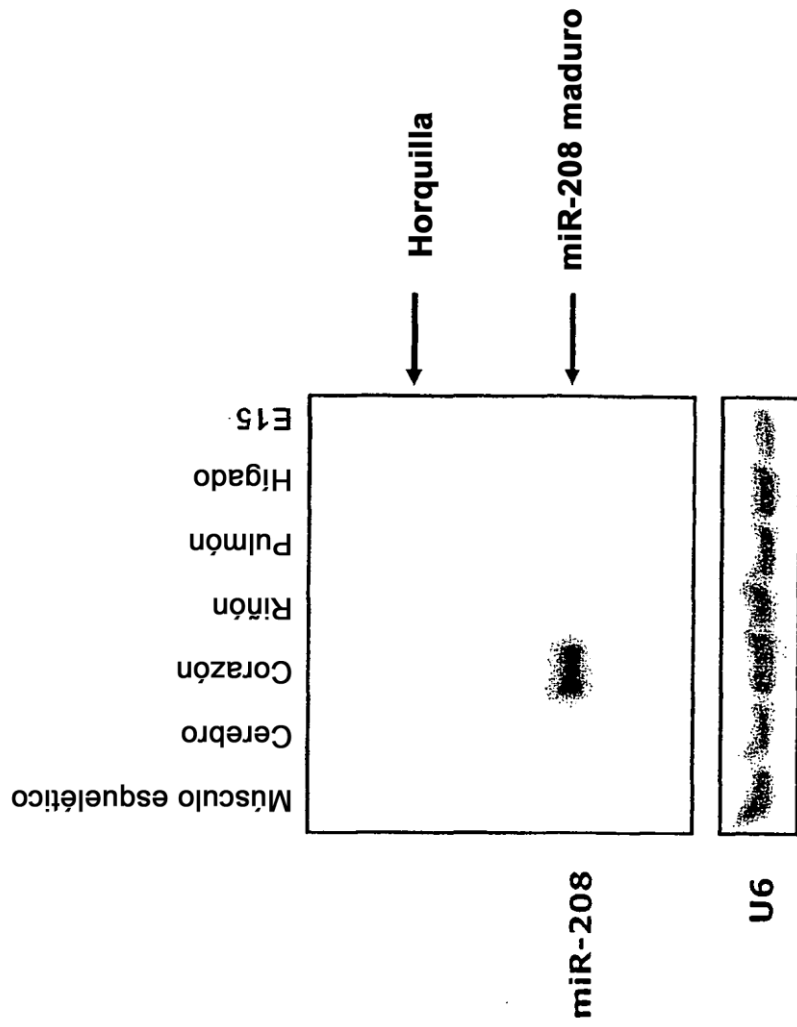 Músculo esquelético
Cerebro
Corazón
Riñón
Pulmón
Hígado
E15
Horquilla
miR-208
miR-208 maduro
U6